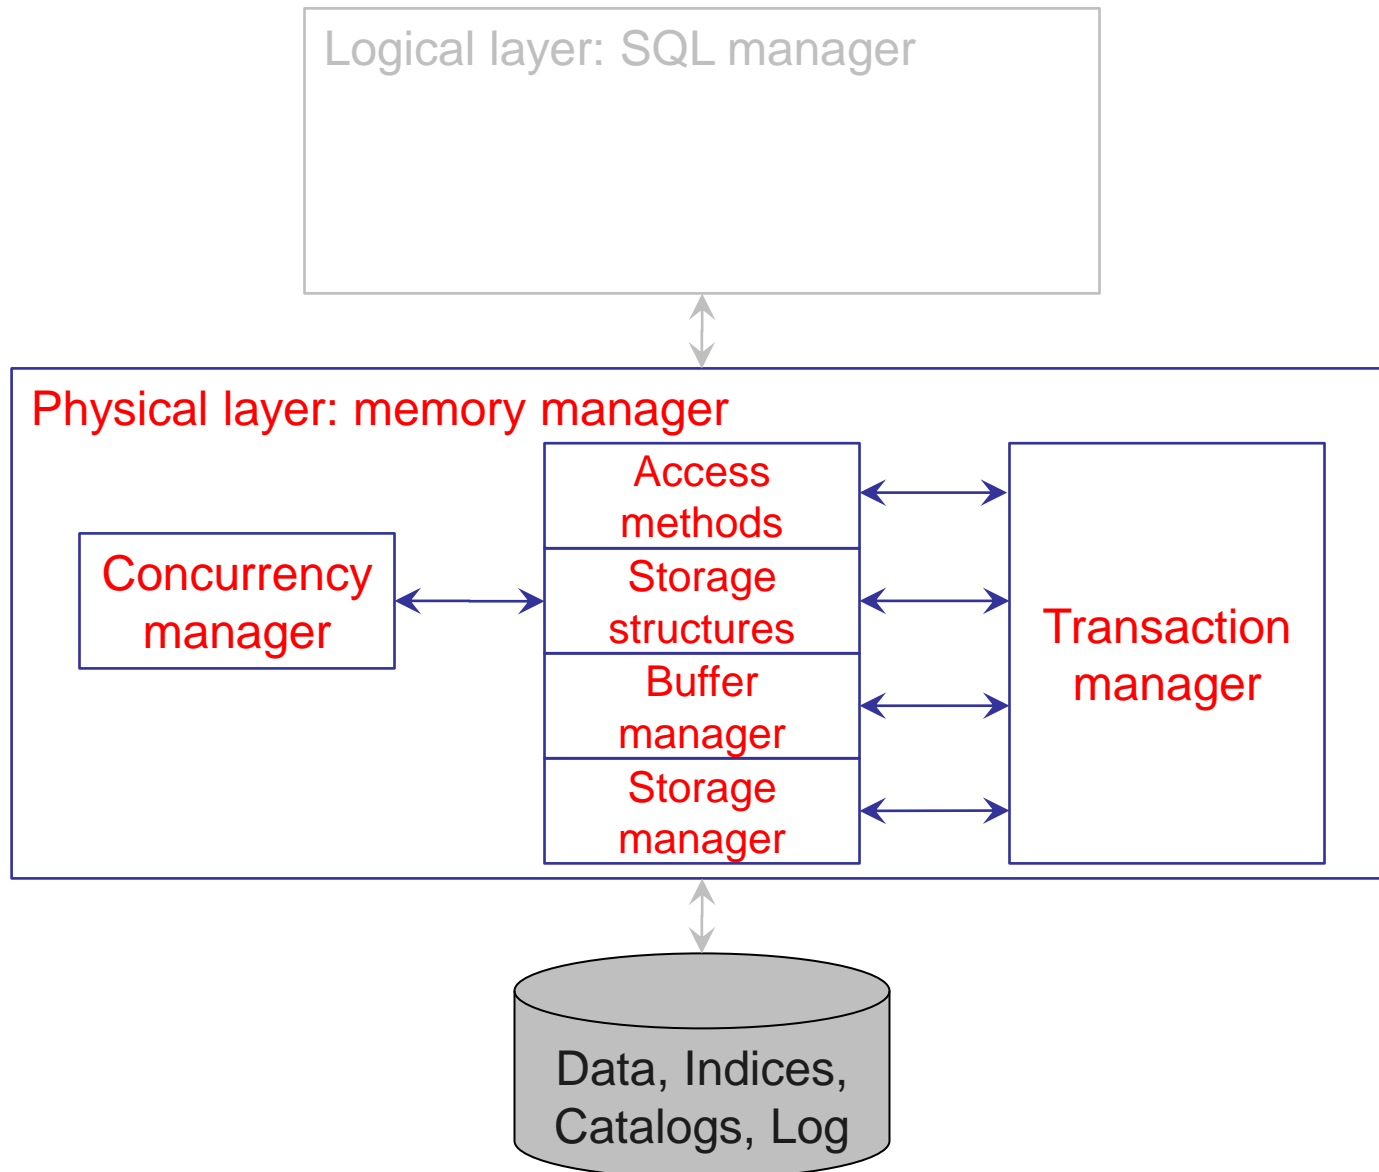 Logical layer: SQL manager
Physical layer: memory manager
Access
methods
Concurrency
manager
Storage
structures
Buffer
manager
Storage
manager
Transaction
manager
Data, Indices,
Catalogs, Log